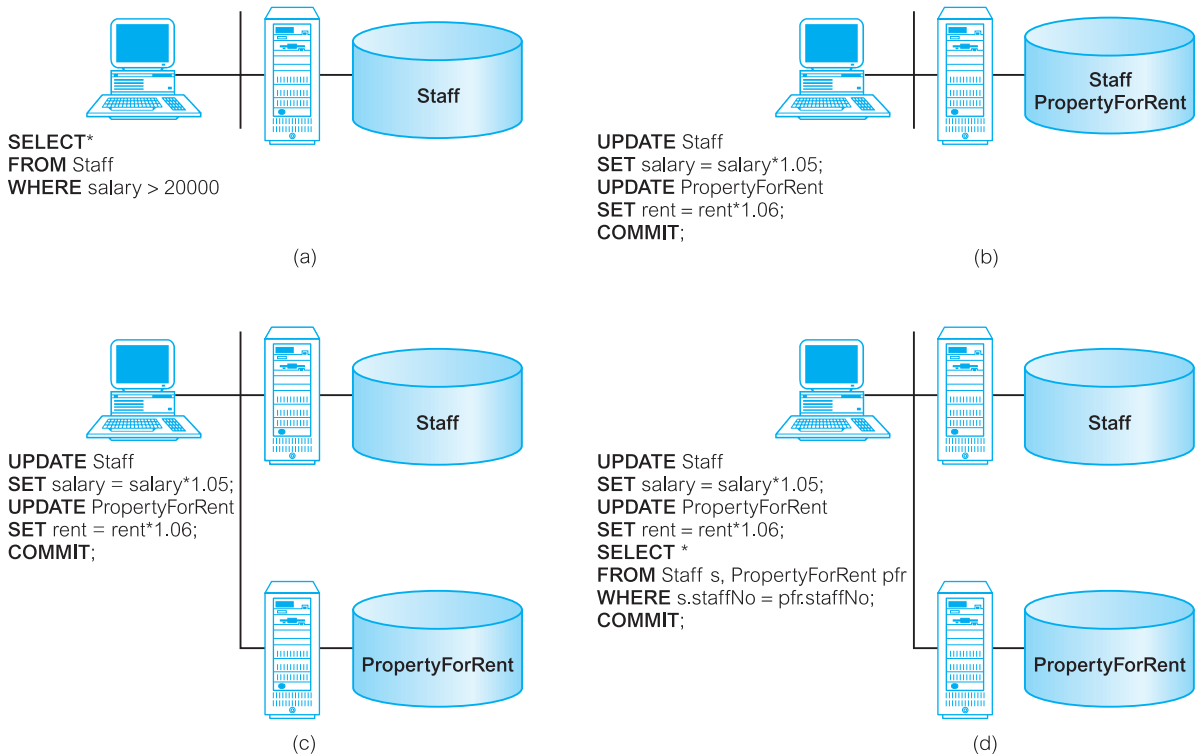 Staff
SELECT*
FROM Staff
WHERE salary > 20000
(a)
Staff
PropertyForRent
UPDATE Staff
SET salary = salary*1.05;
UPDATE PropertyForRent
SET rent = rent*1.06;
COMMIT;
(b)
Staff
UPDATE Staff
SET salary = salary*1.05;
UPDATE PropertyForRent
SET rent = rent*1.06;
COMMIT;
PropertyForRent
(c)
Staff
UPDATE Staff
SET salary = salary*1.05;
UPDATE PropertyForRent
SET rent = rent*1.06;
SELECT *
FROM Staff s, PropertyForRent pfr
WHERE s.staffNo = pfr.staffNo;
COMMIT;
PropertyForRent
(d)